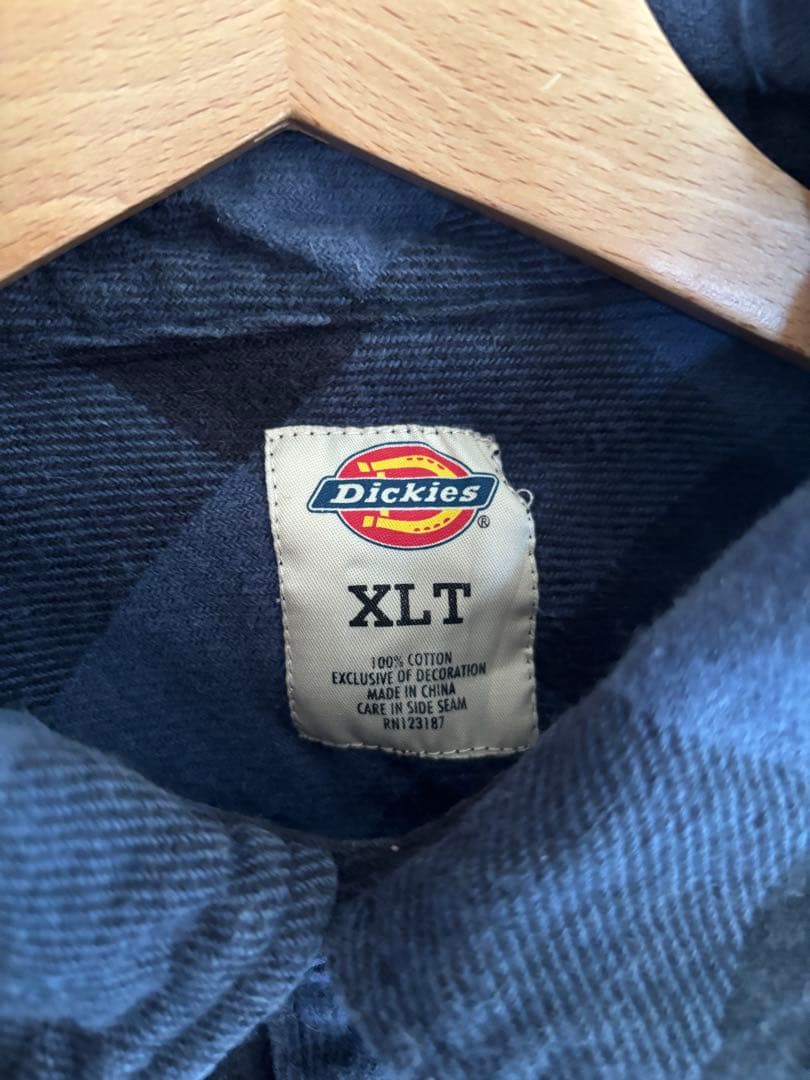 Dickies
®
XLT
100% COTTON
EXCLUSIVE OF DECORATION
MADE IN CHINA
CARE IN SIDE SEAM
RN123187